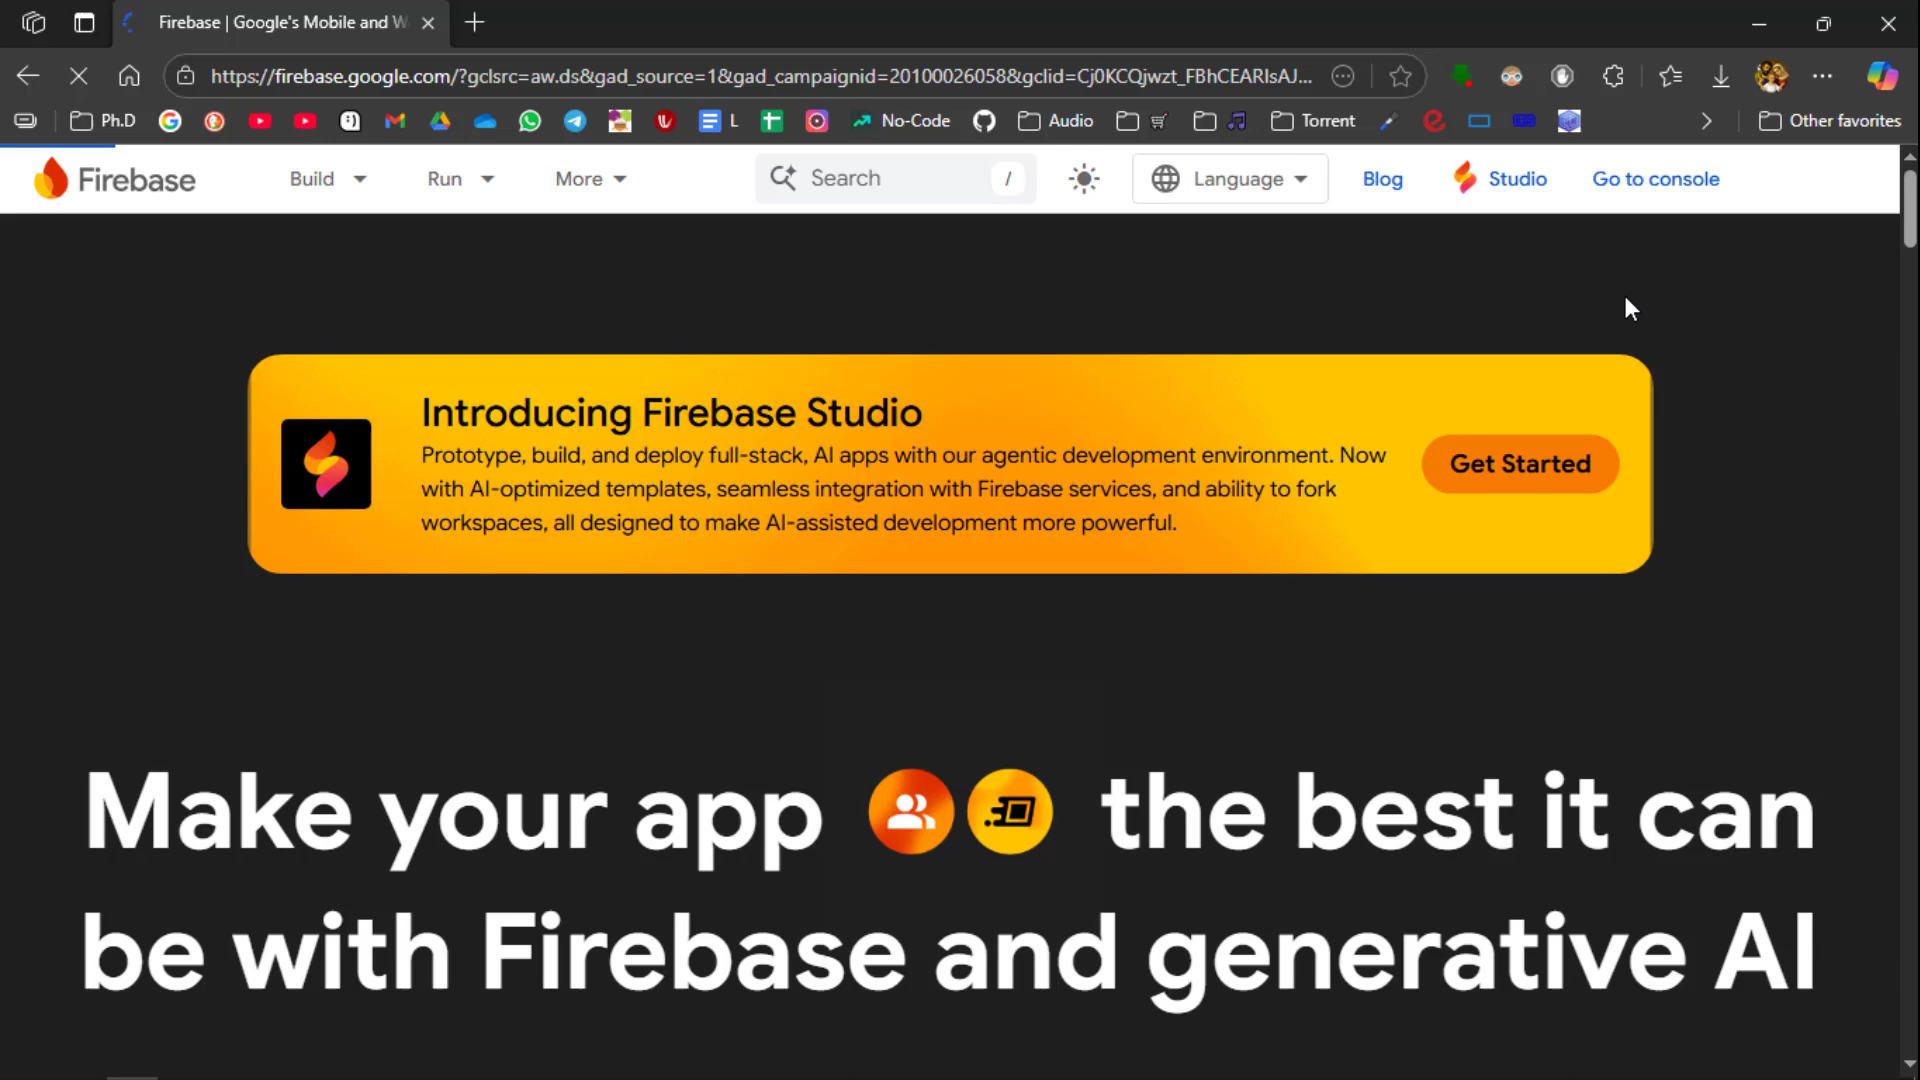 Firebase | Google's Mobile and W
https://firebase.google.com/?gclsrc=aw.ds&gad_source=1&gad_campaignid=20100026058&gclid=Cj0KCQjwzt_FBhCEARIsAJ...
Ph.D
L
No-Code
Audio
Torrent
Other favorites
Firebase
Build
Run
More
Search
/
Language
Blog
Studio
Go to console
Introducing Firebase Studio
Prototype, build, and deploy full-stack, AI apps with our agentic development environment. Now
with AI-optimized templates, seamless integration with Firebase services, and ability to fork
workspaces, all designed to make AI-assisted development more powerful.
Get Started
Make your app the best it can
be with Firebase and generative AI